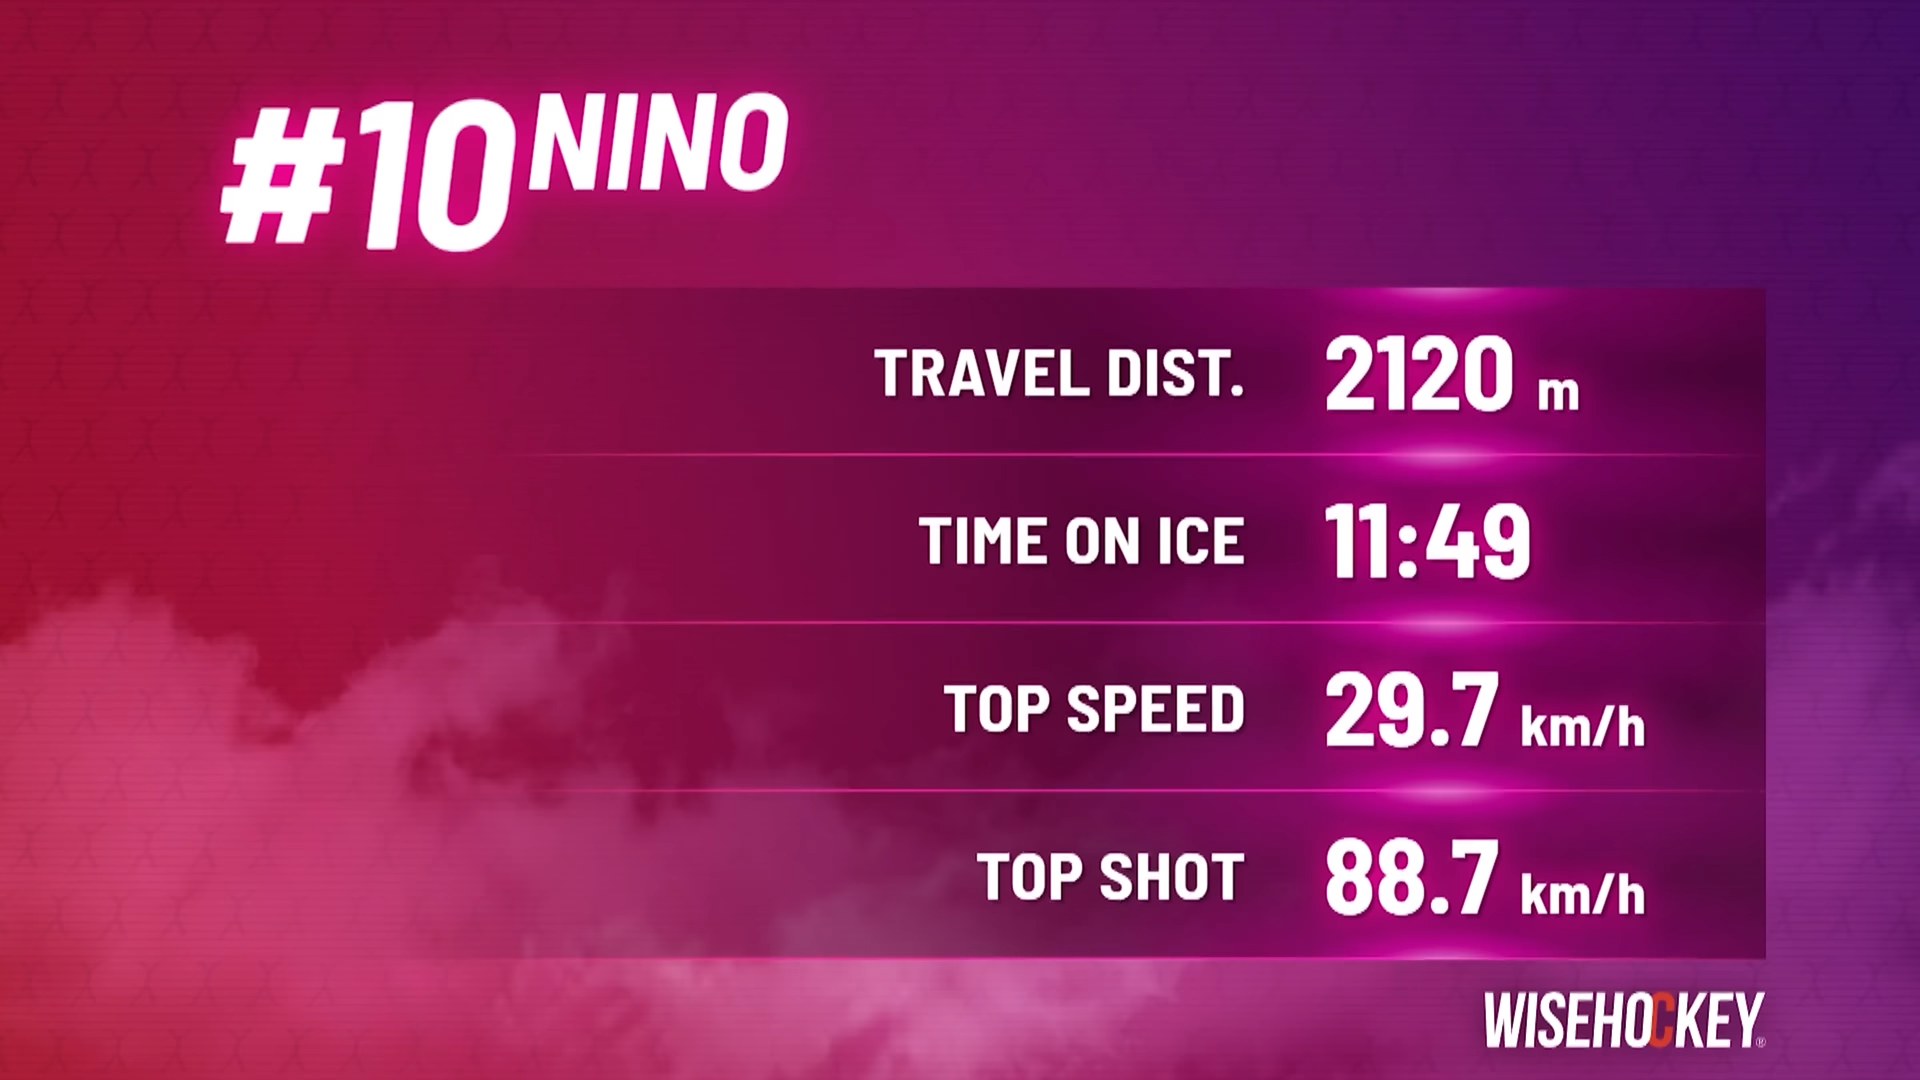 #10 NINO
TRAVEL DIST. 2120 m
TIME ON ICE 11:49
TOP SPEED 29.7 km/h
TOP SHOT 88.7 km/h
WISEHOCKEY®